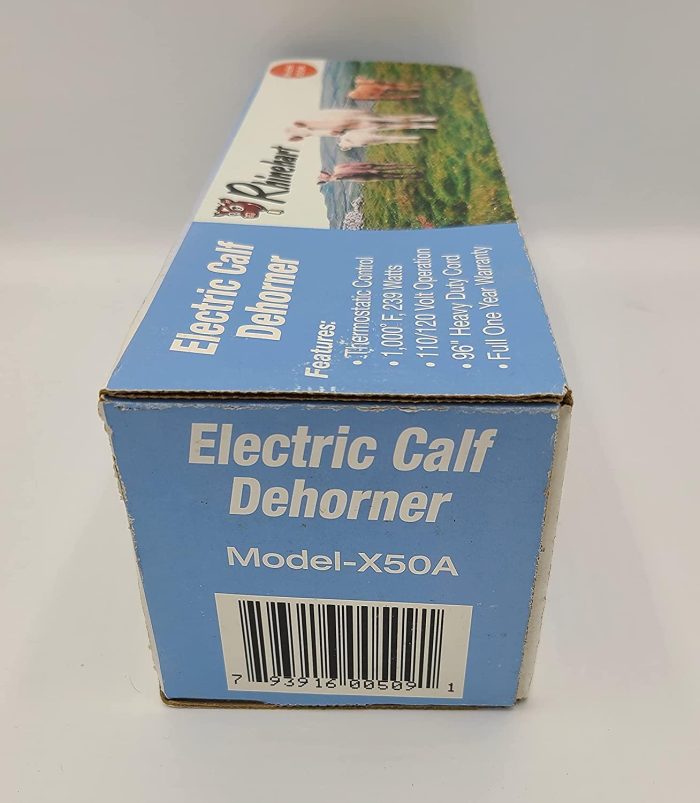 Rhinehart
Electric Calf
Dehorner
Features:
• Thermostatic Control
• 1,000° F, 239 Watts
• 110/120 Volt Operation
• 96" Heavy Duty Cord
• Full One Year Warranty
Electric Calf
Dehorner
Model-X50A
7 93916 00509 1